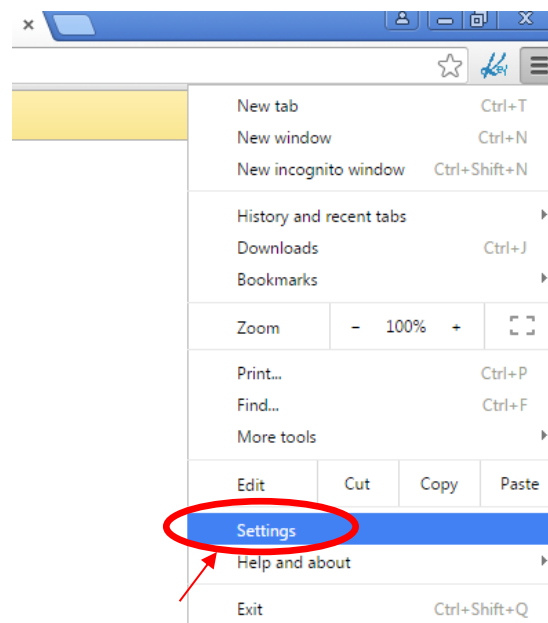 Key
New tab Ctrl+T
New window Ctrl+N
New incognito window Ctrl+Shift+N
History and recent tabs
Downloads Ctrl+J
Bookmarks
Zoom - 100% +
Print... Ctrl+P
Find... Ctrl+F
More tools
Edit Cut Copy Paste
Settings
Help and about
Exit Ctrl+Shift+Q